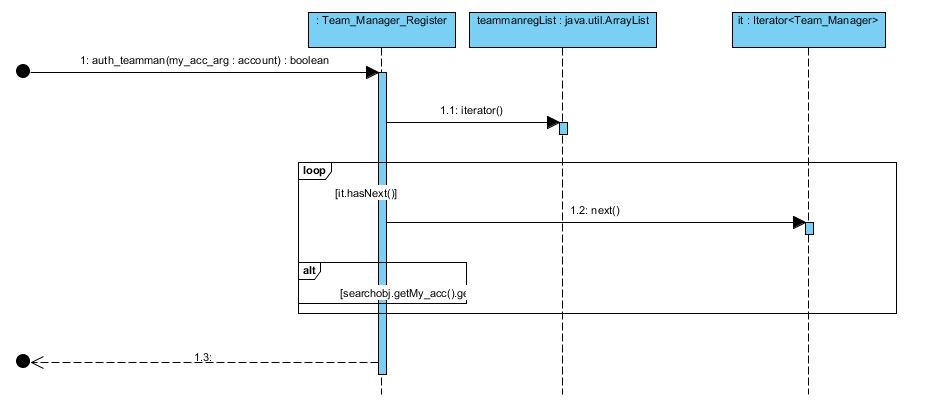 : Team_Manager_Register
teammanregList : java.util.ArrayList
it : Iterator<Team_Manager>
1: auth_teamman(my_acc_arg : account) : boolean
1.1: iterator()
loop
[it.hasNext()]
1.2: next()
alt
[searchobj.getMy_acc().ge
1.3: